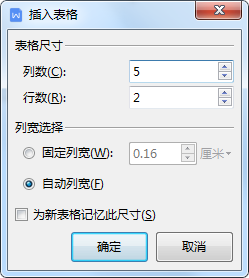 插入表格
表格尺寸
列数(C): 5
行数(R): 2
列宽选择
固定列宽(W): 0.16 厘米
自动列宽(F)
为新表格记忆此尺寸(S)
确定 取消